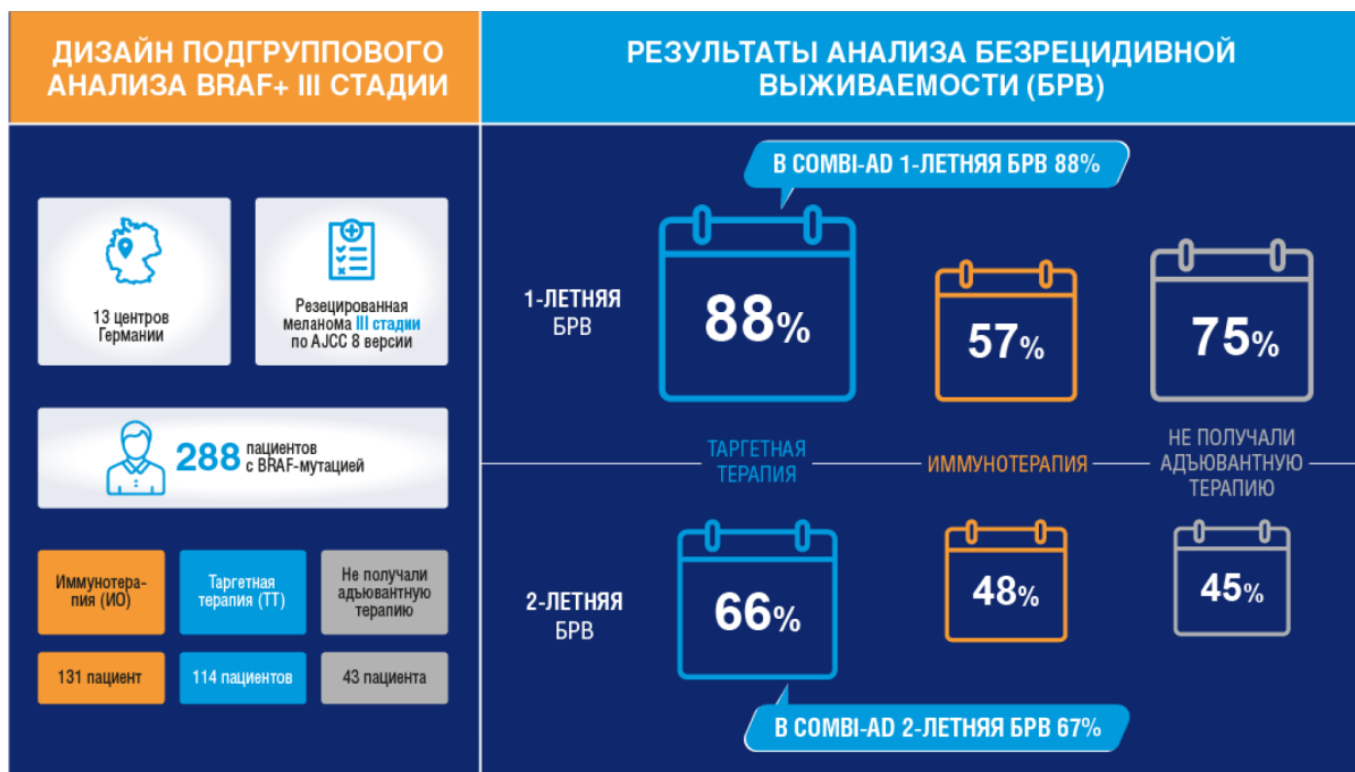 ДИЗАЙН ПОДГРУППОВОГО
АНАЛИЗА BRAF+ III СТАДИИ
13 центров
Германии
Резецированная
меланома III стадии
по AJCC 8 версии
288 пациентов
с BRAF-мутацией
Иммунотера-
пия (ИО)
Таргетная
терапия (ТТ)
Не получали
адъювантную
терапию
131 пациент
114 пациентов
43 пациента
РЕЗУЛЬТАТЫ АНАЛИЗА БЕЗРЕЦИДИВНОЙ
ВЫЖИВАЕМОСТИ (БРВ)
В COMBI-AD 1-ЛЕТНЯЯ БРВ 88%
1-ЛЕТНЯЯ
БРВ
88%
57%
75%
ТАРГЕТНАЯ
ТЕРАПИЯ
ИММУНОТЕРАПИЯ
НЕ ПОЛУЧАЛИ
АДЪЮВАНТНУЮ
ТЕРАПИЮ
2-ЛЕТНЯЯ
БРВ
66%
48%
45%
В COMBI-AD 2-ЛЕТНЯЯ БРВ 67%